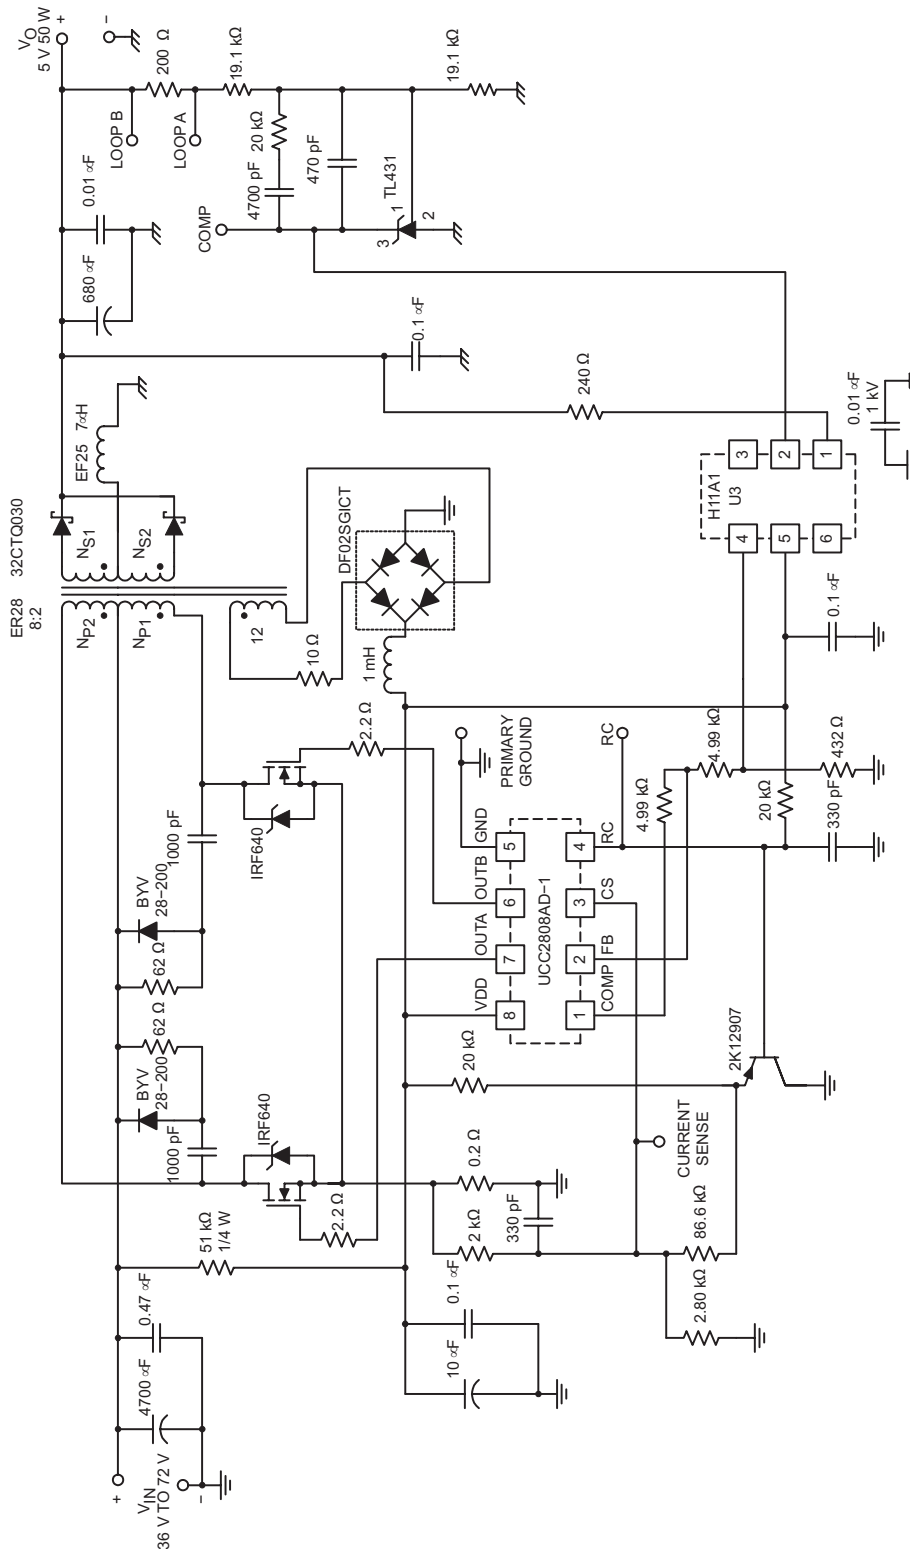 ER28
8:2
32CTQ030
VO
5 V 50 W
+
−
+
VIN
36 V TO 72 V
−
4700 ∝F
0.47 ∝F
51 kΩ
1/4 W
1000 pF
BYV
28−200
62 Ω
62 Ω
BYV
28−200
1000 pF
NP2
NP1
12
NS1
NS2
EF25 7∝H
680 ∝F
0.01 ∝F
LOOP B
200 Ω
LOOP A
19.1 kΩ
COMP
4700 pF
20 kΩ
470 pF
TL431
3
1
2
19.1 kΩ
IRF640
2.2 Ω
IRF640
2.2 Ω
10 Ω
DF02SGICT
1 mH
0.1 ∝F
240 Ω
10 ∝F
0.1 ∝F
2 kΩ
0.2 Ω
330 pF
20 kΩ
VDD
OUTA
OUTB
GND
8
7
6
5
UCC2808AD−1
1
2
3
4
COMP
FB
CS
RC
PRIMARY
GROUND
RC
CURRENT
SENSE
2.80 kΩ
86.6 kΩ
2K12907
4.99 kΩ
4.99 kΩ
20 kΩ
330 pF
432 Ω
0.1 ∝F
H11A1
U3
4
5
6
3
2
1
0.01 ∝F
1 kV